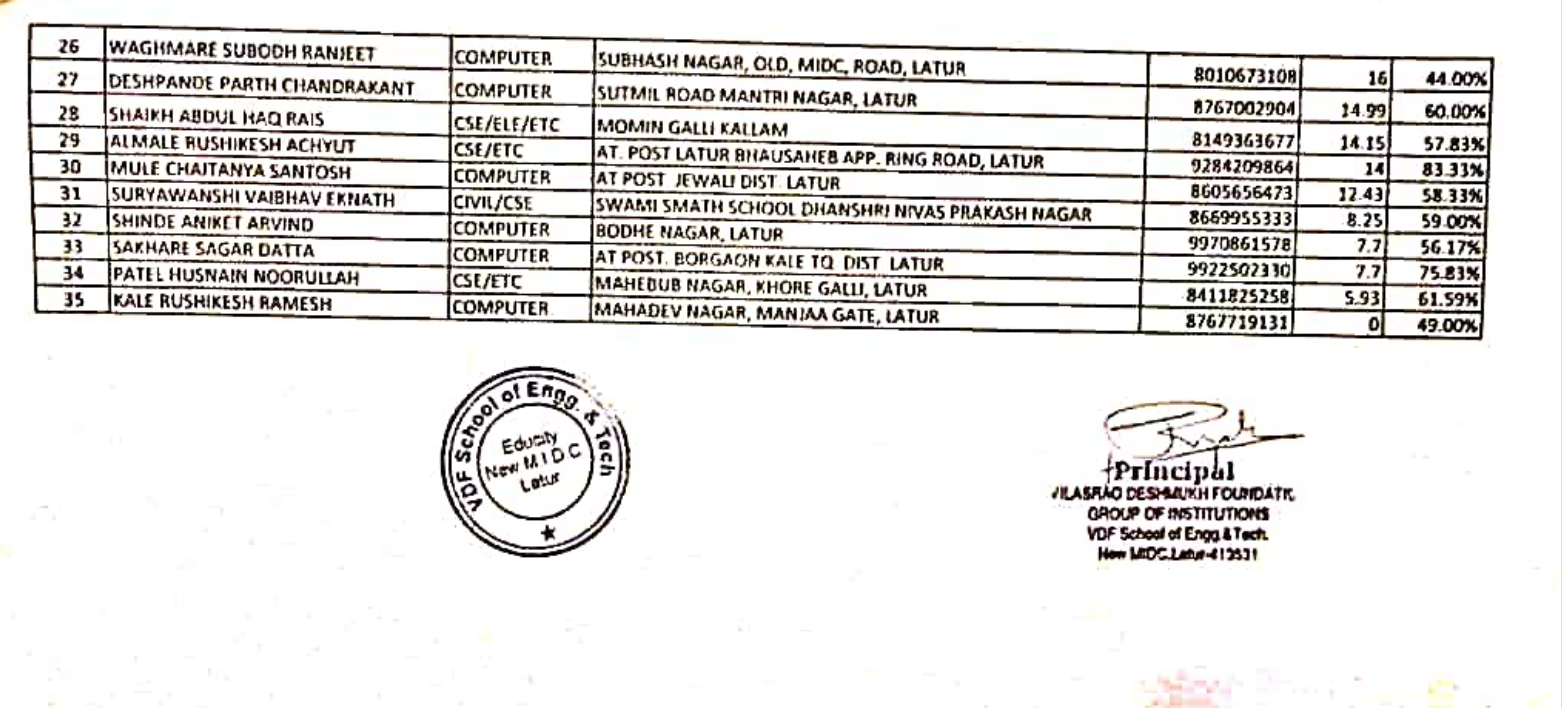 26 WAGHMARE SUBODH RANJEET COMPUTER SUBHASH NAGAR, OLD, MIDC, ROAD, LATUR 8010673108 16 44.00%
27 DESHPANDE PARTH CHANDRAKANT COMPUTER SUTMIL ROAD MANTRI NAGAR, LATUR 8767002904 14.99 60.00%
28 SHAIKH ABDUL HAQ RAIS CSE/ELE/ETC MOMIN GALLI KALLAM 8149363677 14.15 57.83%
29 ALMALE RUSHIKESH ACHYUT CSE/ETC AT. POST LATUR BHAUSAHEB APP. RING ROAD, LATUR 9284209864 14 83.33%
30 MULE CHAITANYA SANTOSH COMPUTER AT POST JEWALI DIST. LATUR 8605656473 12.43 58.33%
31 SURYAWANSHI VAIBHAV EKNATH CIVIL/CSE SWAMI SMATH SCHOOL DHANSHRI NIVAS PRAKASH NAGAR 8669955333 8.25 59.00%
32 SHINDE ANIKET ARVIND COMPUTER BODHE NAGAR, LATUR 9970861578 7.7 56.17%
33 SAKHARE SAGAR DATTA COMPUTER AT POST. BORGAON KALE TQ. DIST. LATUR 9922502330 7.7 75.83%
34 PATEL HUSNAIN NOORULLAH CSE/ETC MAHEBUB NAGAR, KHORE GALLI, LATUR 8411825258 5.93 61.59%
35 KALE RUSHIKESH RAMESH COMPUTER MAHADEV NAGAR, MANJAA GATE, LATUR 8767719131 0 49.00%
VDF School of Engg. & Tech
Educity
New MIDC
Latur
Principal
VILASRAO DESHMUKH FOUNDATIC
GROUP OF INSTITUTIONS
VDF School of Engg & Tech.
New MIDC, Latur-413531